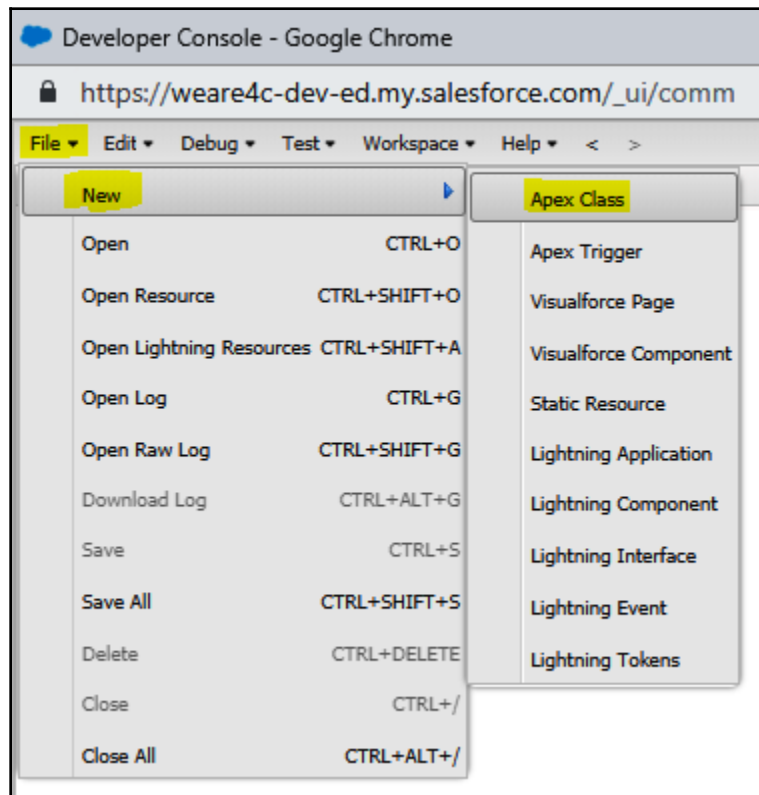 Developer Console - Google Chrome
https://weare4c-dev-ed.my.salesforce.com/_ui/comm
File Edit Debug Test Workspace Help < >
New
Open CTRL+O
Open Resource CTRL+SHIFT+O
Open Lightning Resources CTRL+SHIFT+A
Open Log CTRL+G
Open Raw Log CTRL+SHIFT+G
Download Log CTRL+ALT+G
Save CTRL+S
Save All CTRL+SHIFT+S
Delete CTRL+DELETE
Close CTRL+/
Close All CTRL+ALT+/
Apex Class
Apex Trigger
Visualforce Page
Visualforce Component
Static Resource
Lightning Application
Lightning Component
Lightning Interface
Lightning Event
Lightning Tokens